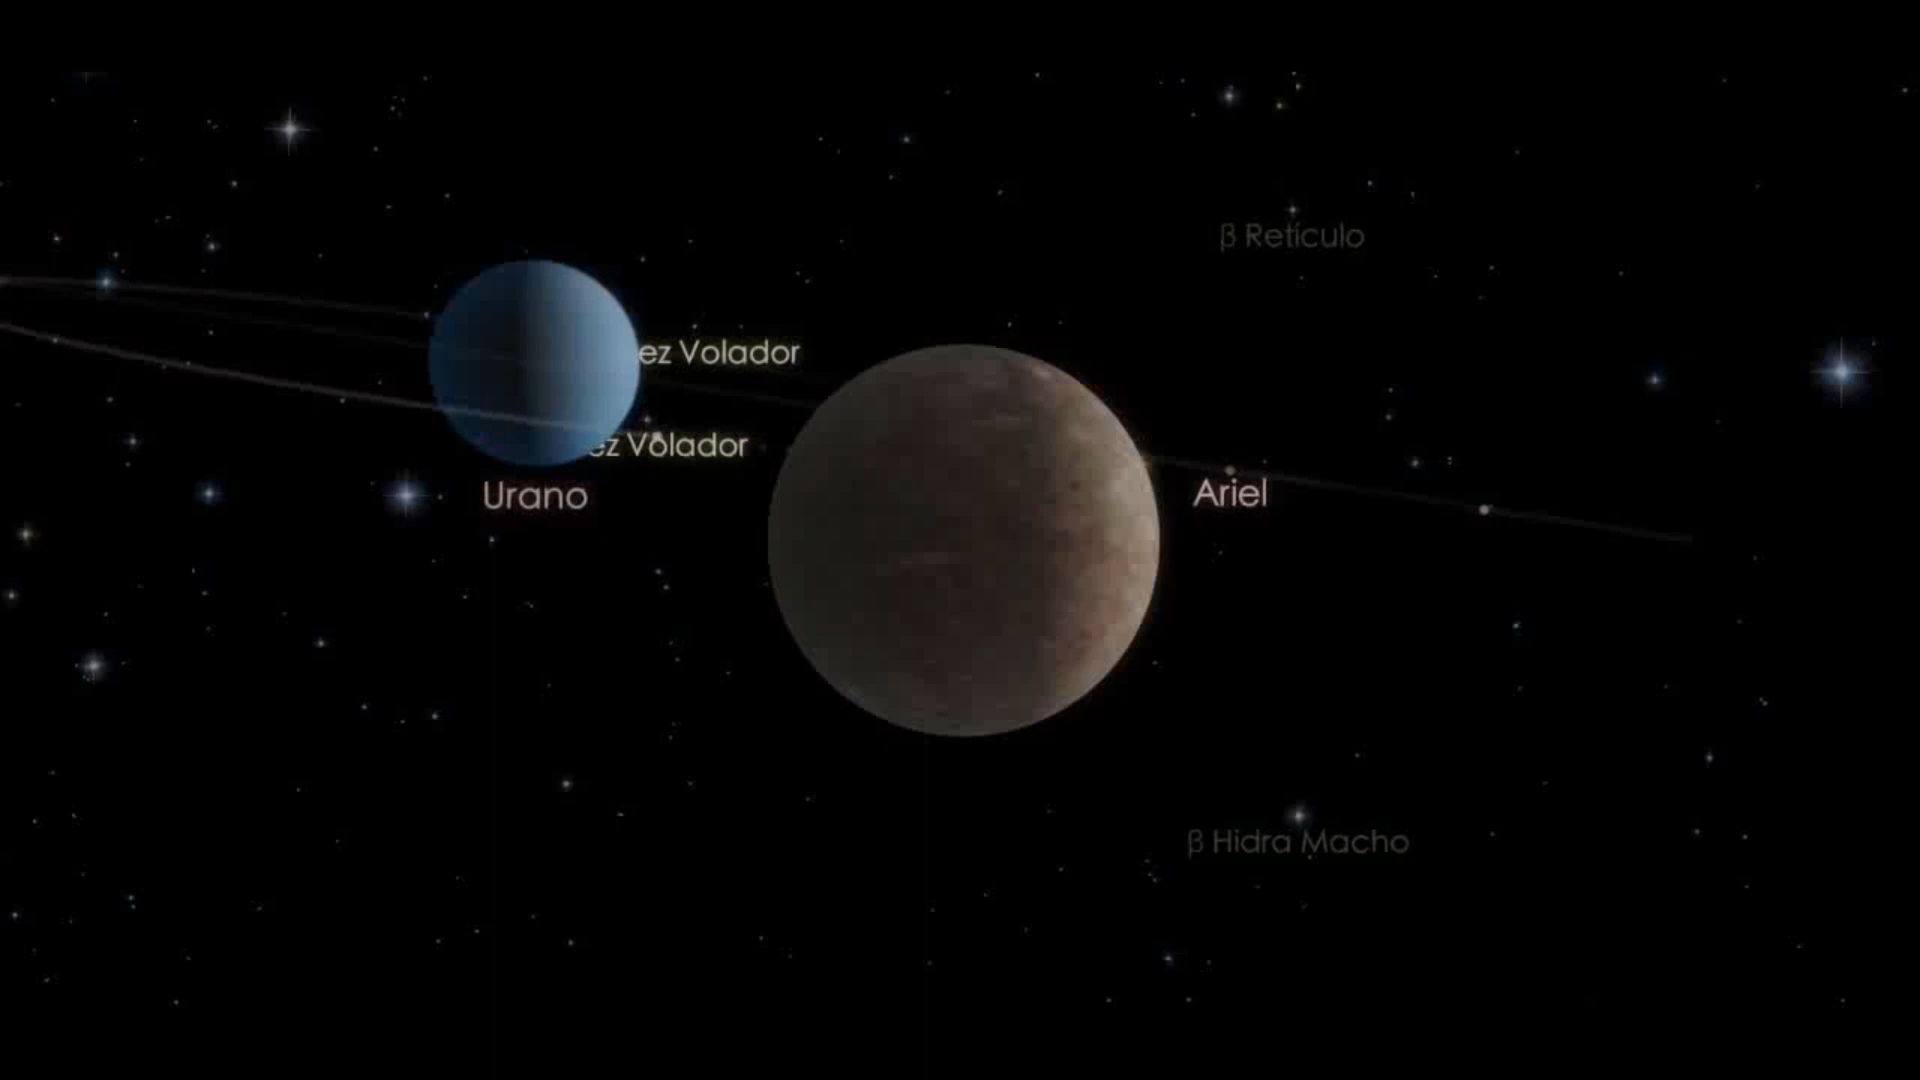 β Retículo
ez Volador
ez Volador
Urano
Ariel
β Hidra Macho